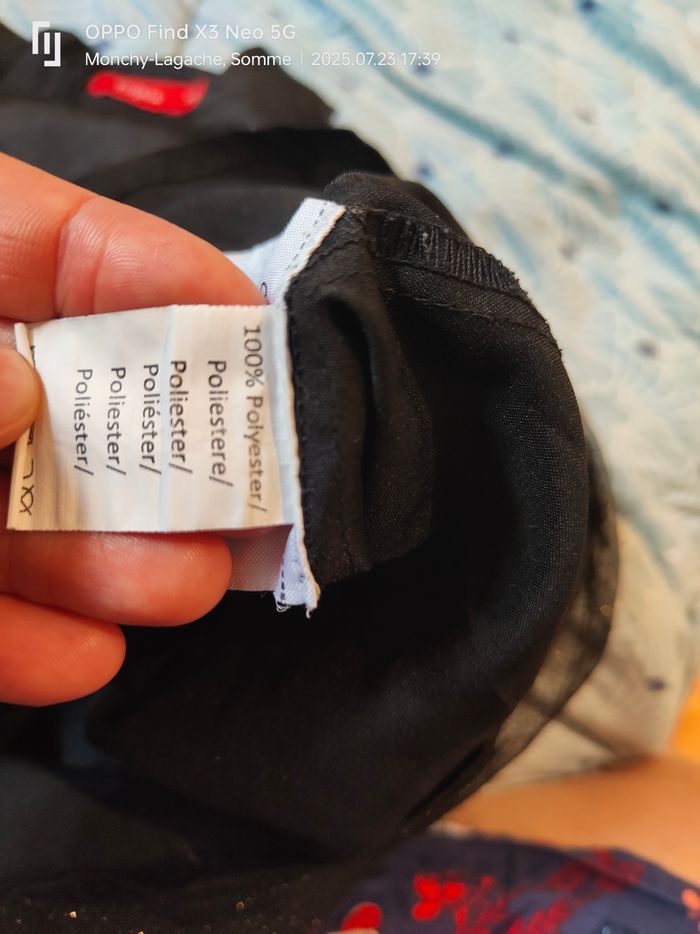 OPPO Find X3 Neo 5G
Monchy-Lagache, Somme | 2025.07.23 17:39
100% Polyester/
Poliestere/
Poliester/
Poliéster/
Poliester/
Poliéster/